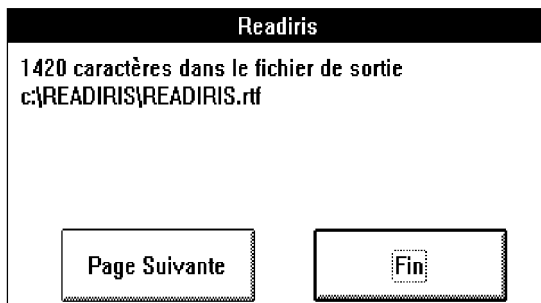 Readiris
1420 caractères dans le fichier de sortie
c:\READIRIS\READIRIS.rtf
Page Suivante
Fin